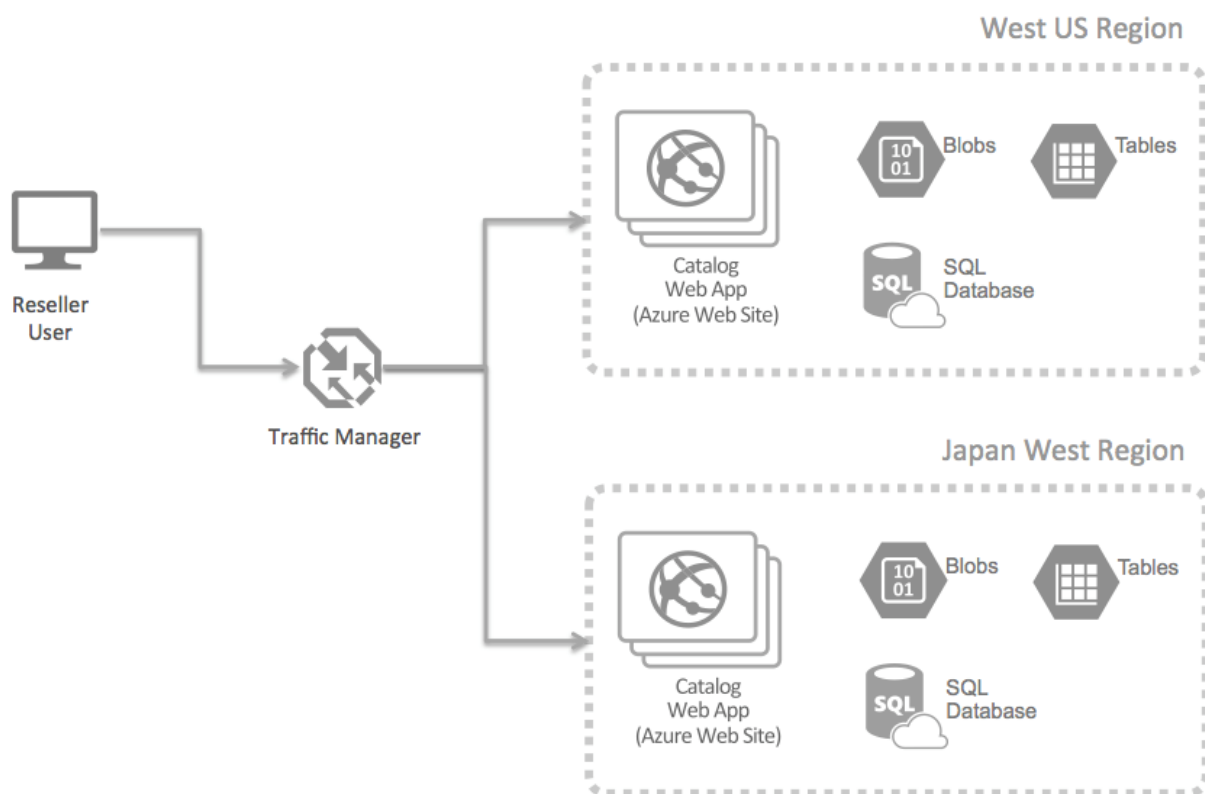 West US Region
10
01
Blobs
Tables
Catalog
Web App
(Azure Web Site)
SQL
SQL
Database
Reseller
User
Traffic Manager
Japan West Region
10
01
Blobs
Tables
Catalog
Web App
(Azure Web Site)
SQL
SQL
Database